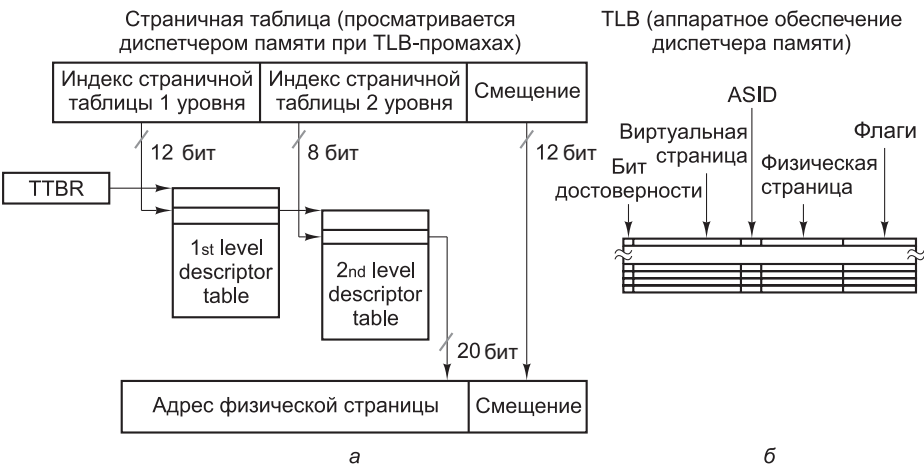 Страничная таблица (просматривается
диспетчером памяти при TLB-промахах)
Индекс страничной
таблицы 1 уровня
Индекс страничной
таблицы 2 уровня
Смещение
12 бит
8 бит
12 бит
TTBR
1st level
descriptor
table
2nd level
descriptor
table
20 бит
Адрес физической страницы
Смещение
а
TLB (аппаратное обеспечение
диспетчера памяти)
ASID
Виртуальная
страница
Флаги
Бит
достоверности
Физическая
страница
б